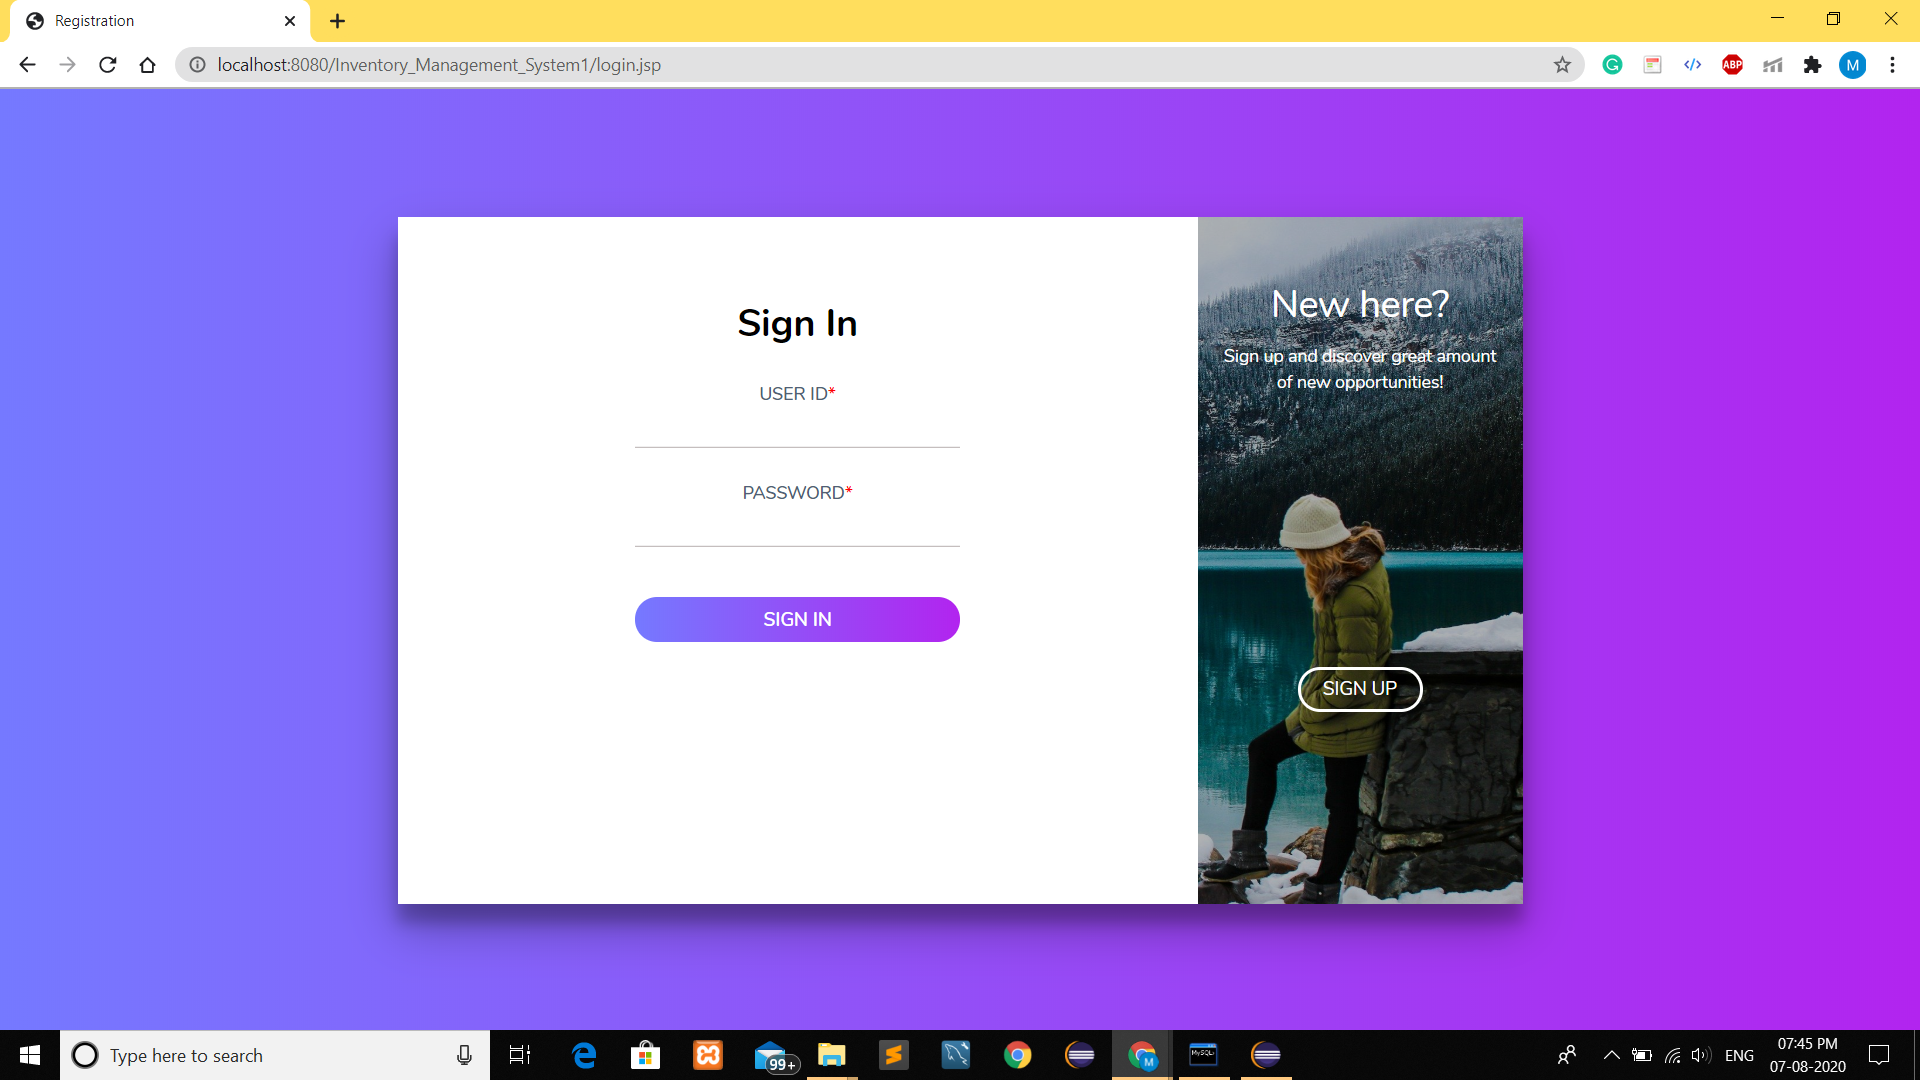 Registration
localhost:8080/Inventory_Management_System1/login.jsp
ABP
M
Sign In
USER ID*
PASSWORD*
SIGN IN
New here?
Sign up and discover great amount
of new opportunities!
SIGN UP
Type here to search
99+
M
MySQL
ENG
07:45 PM
07-08-2020